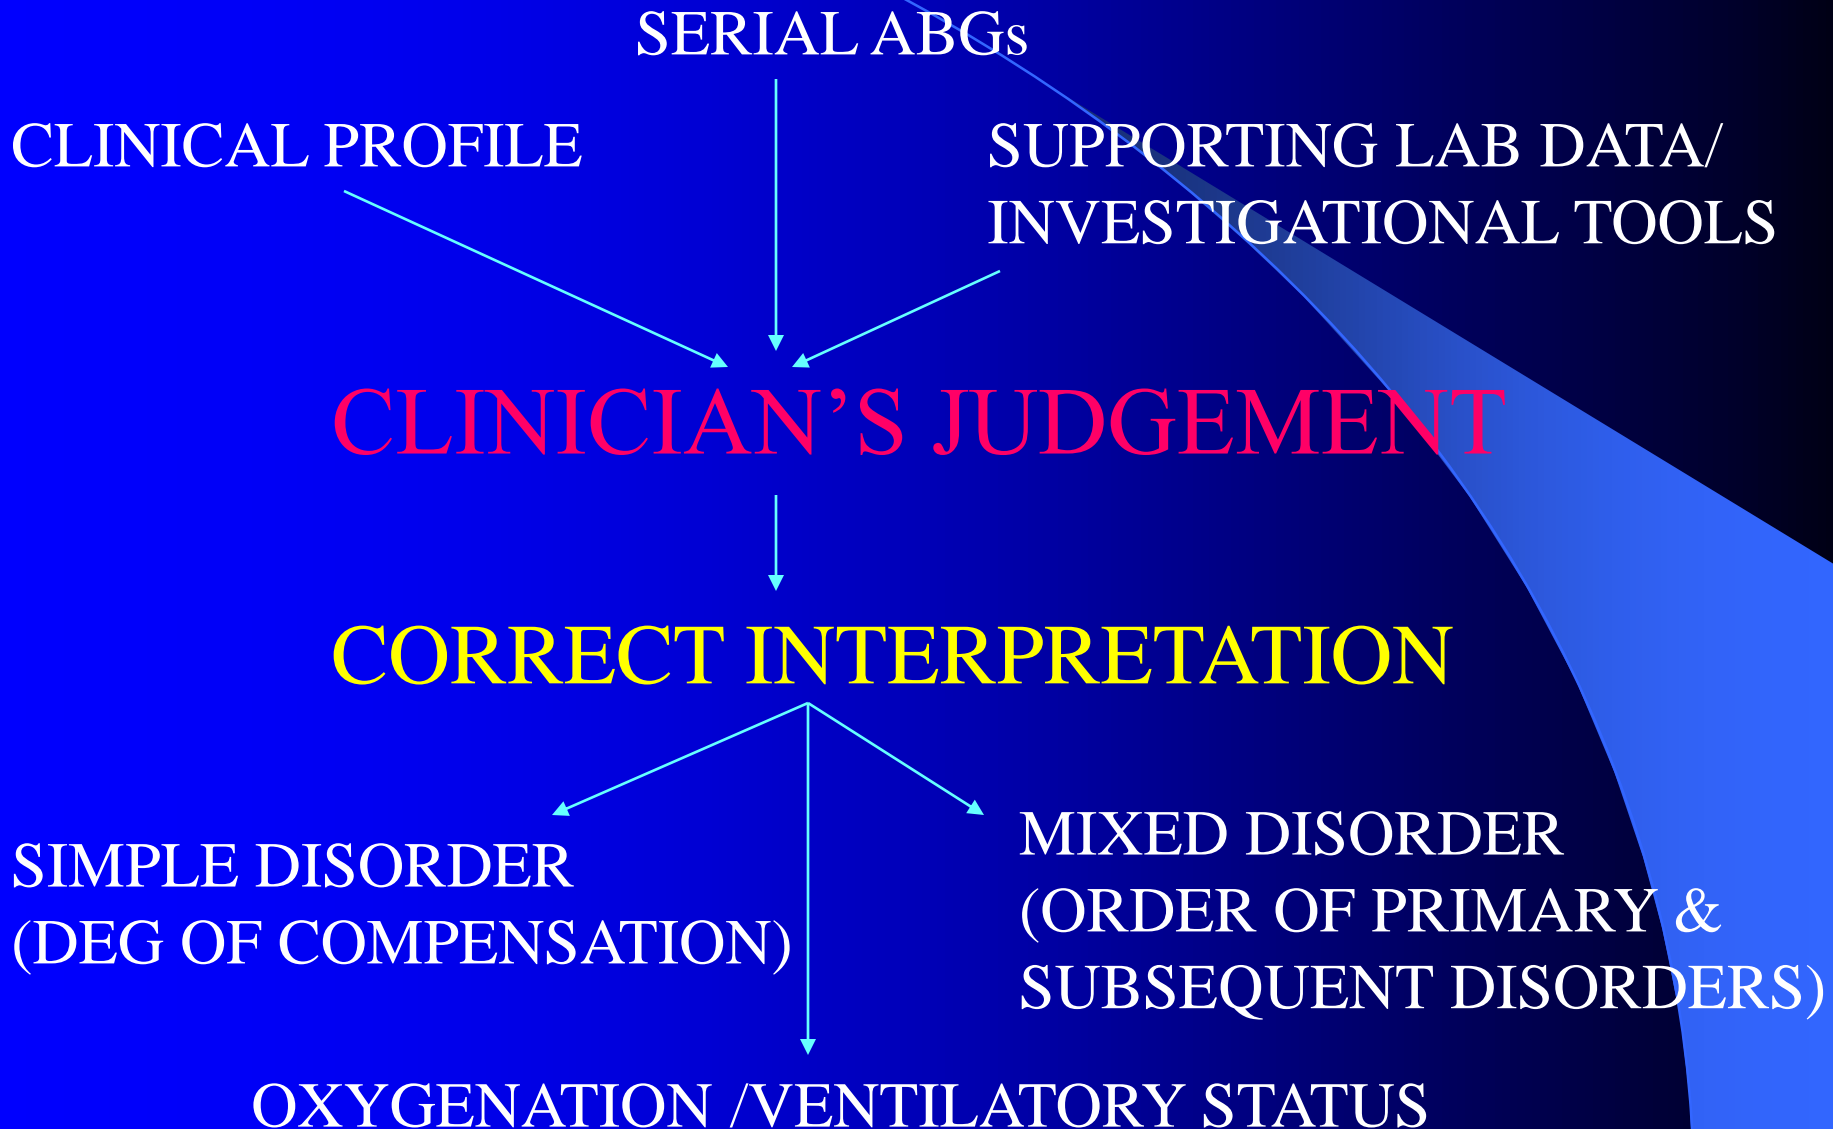 SERIAL ABGs
CLINICAL PROFILE
SUPPORTING LAB DATA/
INVESTIGATIONAL TOOLS
CLINICIAN’S JUDGEMENT
CORRECT INTERPRETATION
SIMPLE DISORDER
(DEG OF COMPENSATION)
MIXED DISORDER
(ORDER OF PRIMARY &
SUBSEQUENT DISORDERS)
OXYGENATION /VENTILATORY STATUS